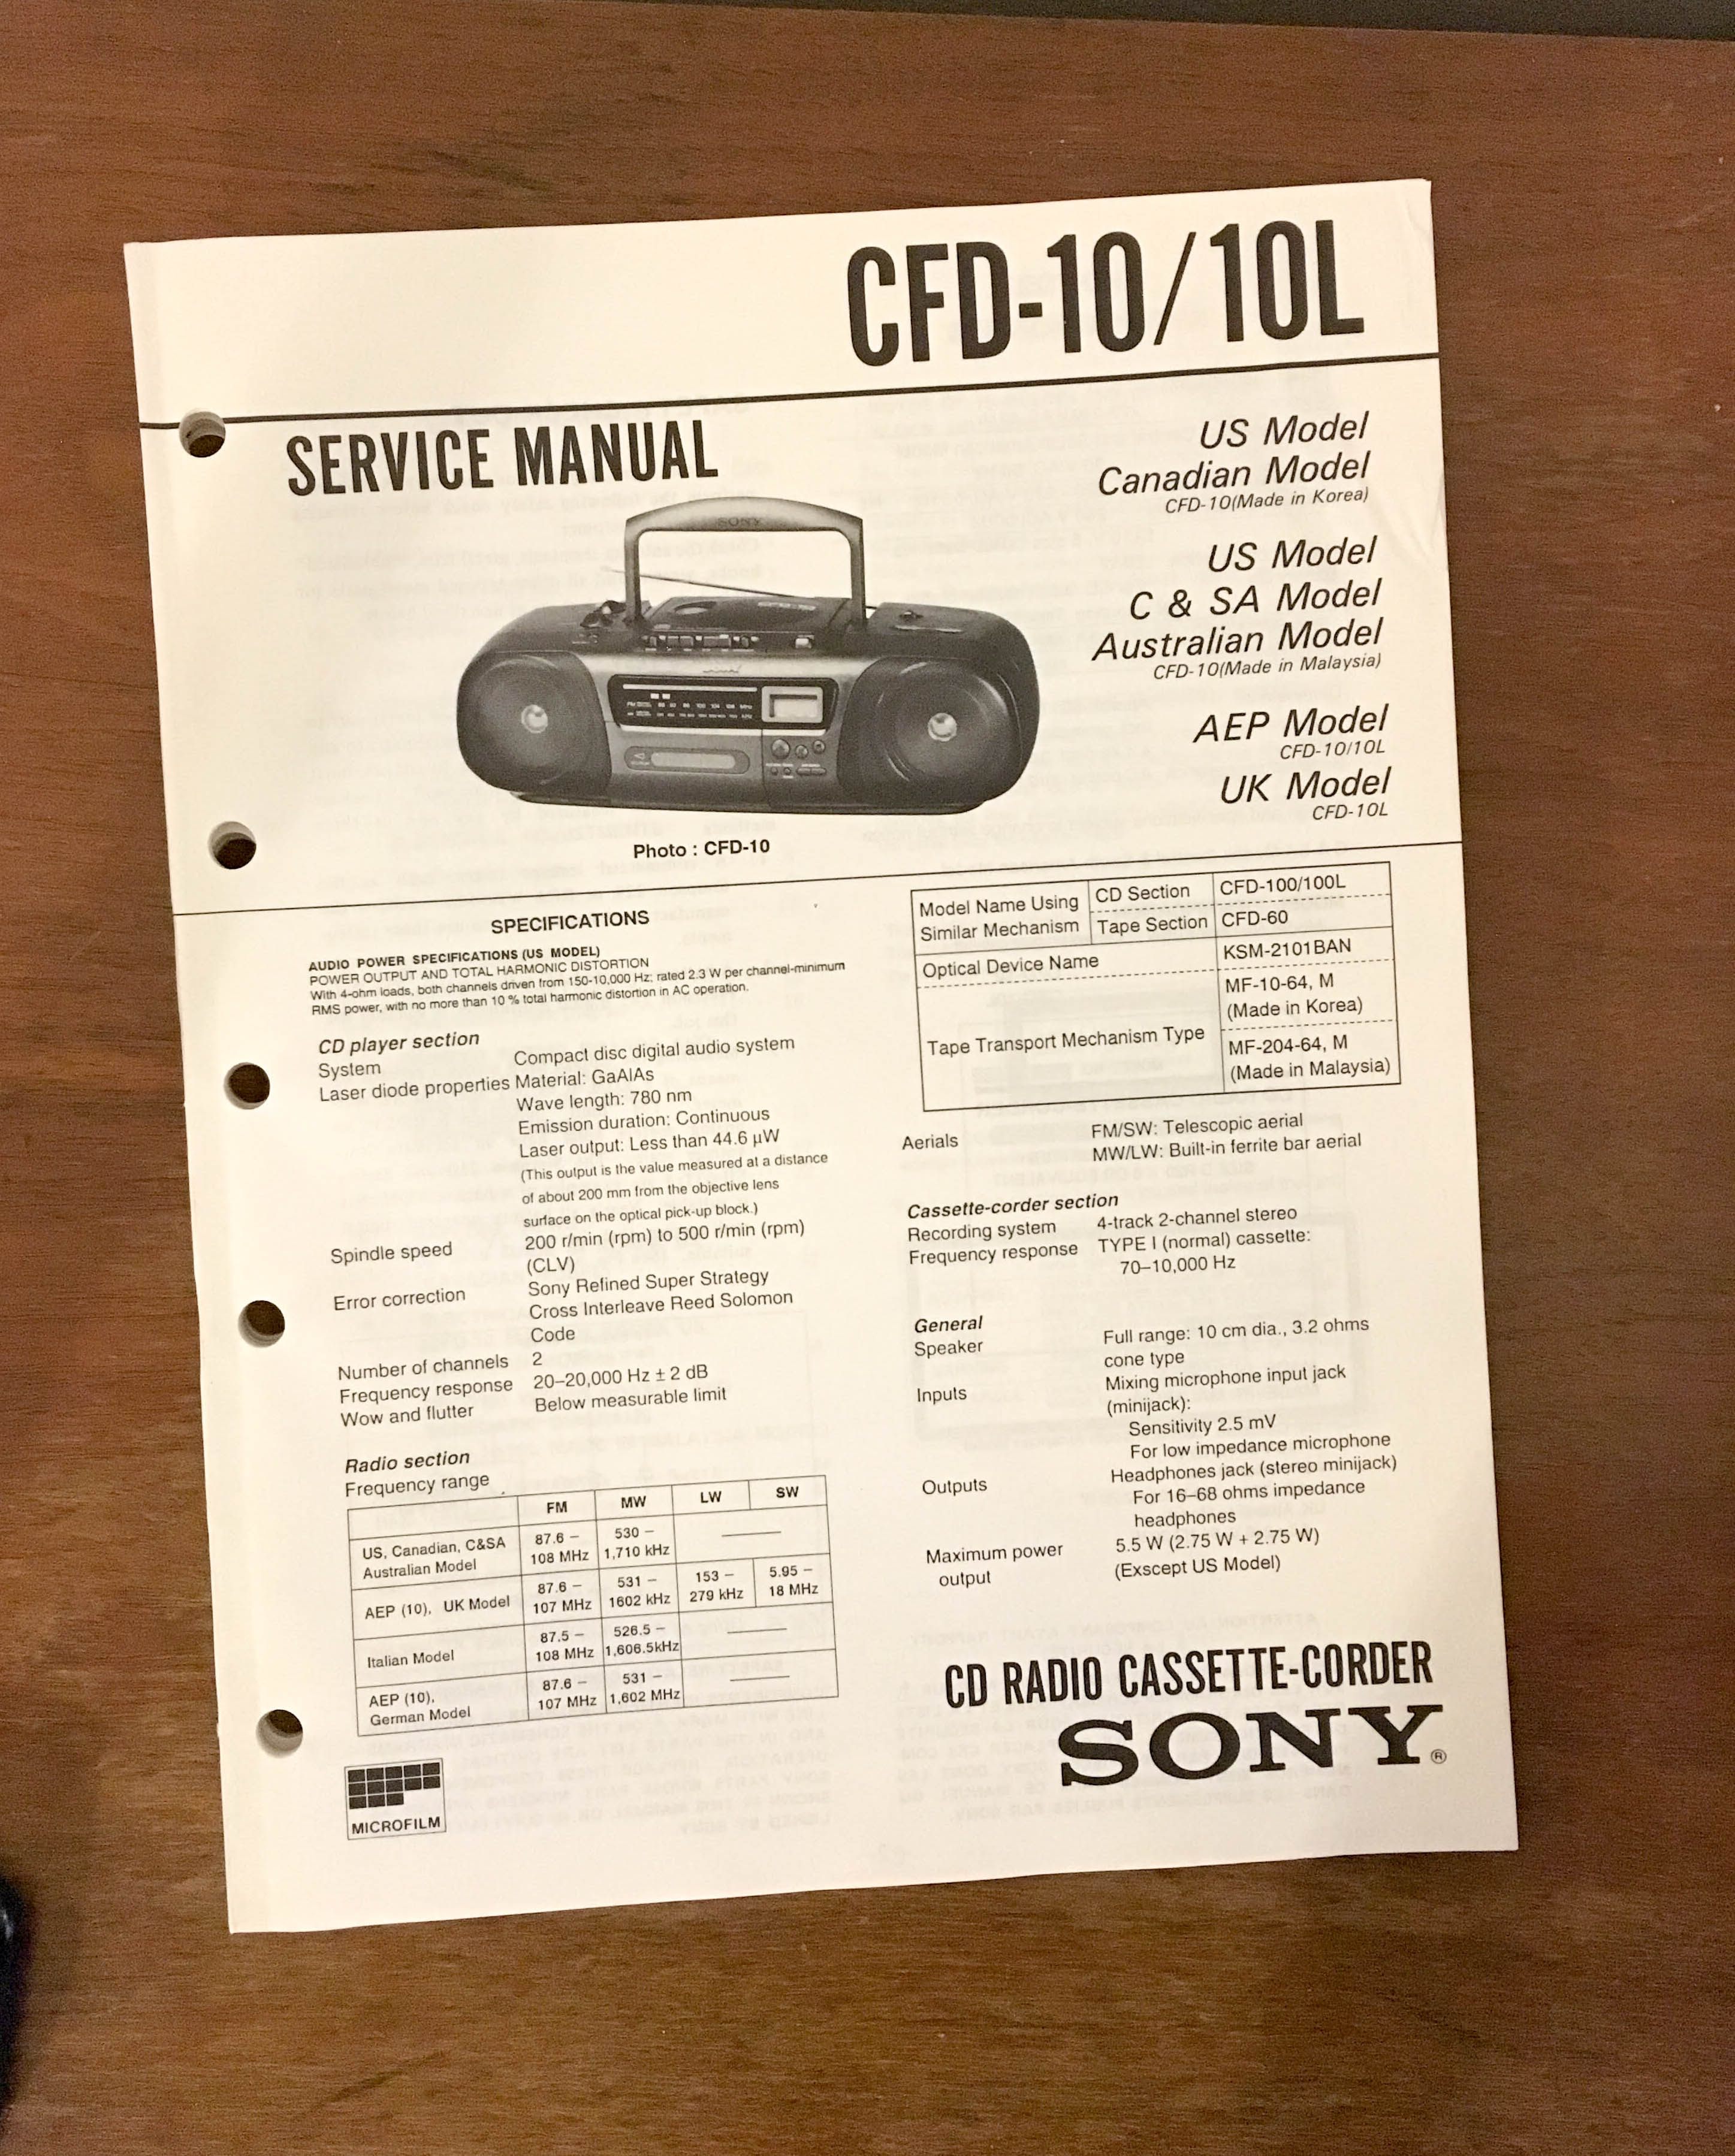 CFD-10/10L
SERVICE MANUAL
US Model
Canadian Model
CFD-10(Made in Korea)
US Model
C & SA Model
Australian Model
CFD-10(Made in Malaysia)
AEP Model
CFD-10/10L
UK Model
CFD-10L
SONY
Photo : CFD-10
SPECIFICATIONS
AUDIO POWER SPECIFICATIONS (US MODEL)
POWER OUTPUT AND TOTAL HARMONIC DISTORTION
With 4-ohm loads, both channels driven from 150-10,000 Hz; rated 2.3 W per channel-minimum
RMS power, with no more than 10 % total harmonic distortion in AC operation.
CD player section
System Compact disc digital audio system
Laser diode properties Material: GaAlAs
Wave length: 780 nm
Emission duration: Continuous
Laser output: Less than 44.6 μW
(This output is the value measured at a distance
of about 200 mm from the objective lens
surface on the optical pick-up block.)
Spindle speed 200 r/min (rpm) to 500 r/min (rpm)
(CLV)
Error correction Sony Refined Super Strategy
Cross Interleave Reed Solomon
Code
Number of channels 2
Frequency response 20–20,000 Hz ± 2 dB
Wow and flutter Below measurable limit
Radio section
Frequency range
FM MW LW SW
US, Canadian, C&SA
Australian Model
87.6 –
108 MHz
530 –
1,710 kHz
AEP (10), UK Model
87.6 –
107 MHz
531 –
1602 kHz
153 –
279 kHz
5.95 –
18 MHz
Italian Model
87.5 –
108 MHz
526.5 –
1,606.5kHz
AEP (10),
German Model
87.6 –
107 MHz
531 –
1,602 MHz
MICROFILM
Model Name Using
Similar Mechanism
CD Section CFD-100/100L
Tape Section CFD-60
Optical Device Name KSM-2101BAN
Tape Transport Mechanism Type
MF-10-64, M
(Made in Korea)
MF-204-64, M
(Made in Malaysia)
Aerials FM/SW: Telescopic aerial
MW/LW: Built-in ferrite bar aerial
Cassette-corder section
Recording system 4-track 2-channel stereo
Frequency response TYPE I (normal) cassette:
70–10,000 Hz
General
Speaker Full range: 10 cm dia., 3.2 ohms
cone type
Inputs Mixing microphone input jack
(minijack):
Sensitivity 2.5 mV
For low impedance microphone
Outputs Headphones jack (stereo minijack)
For 16–68 ohms impedance
headphones
Maximum power
output
5.5 W (2.75 W + 2.75 W)
(Exscept US Model)
CD RADIO CASSETTE-CORDER
SONY®